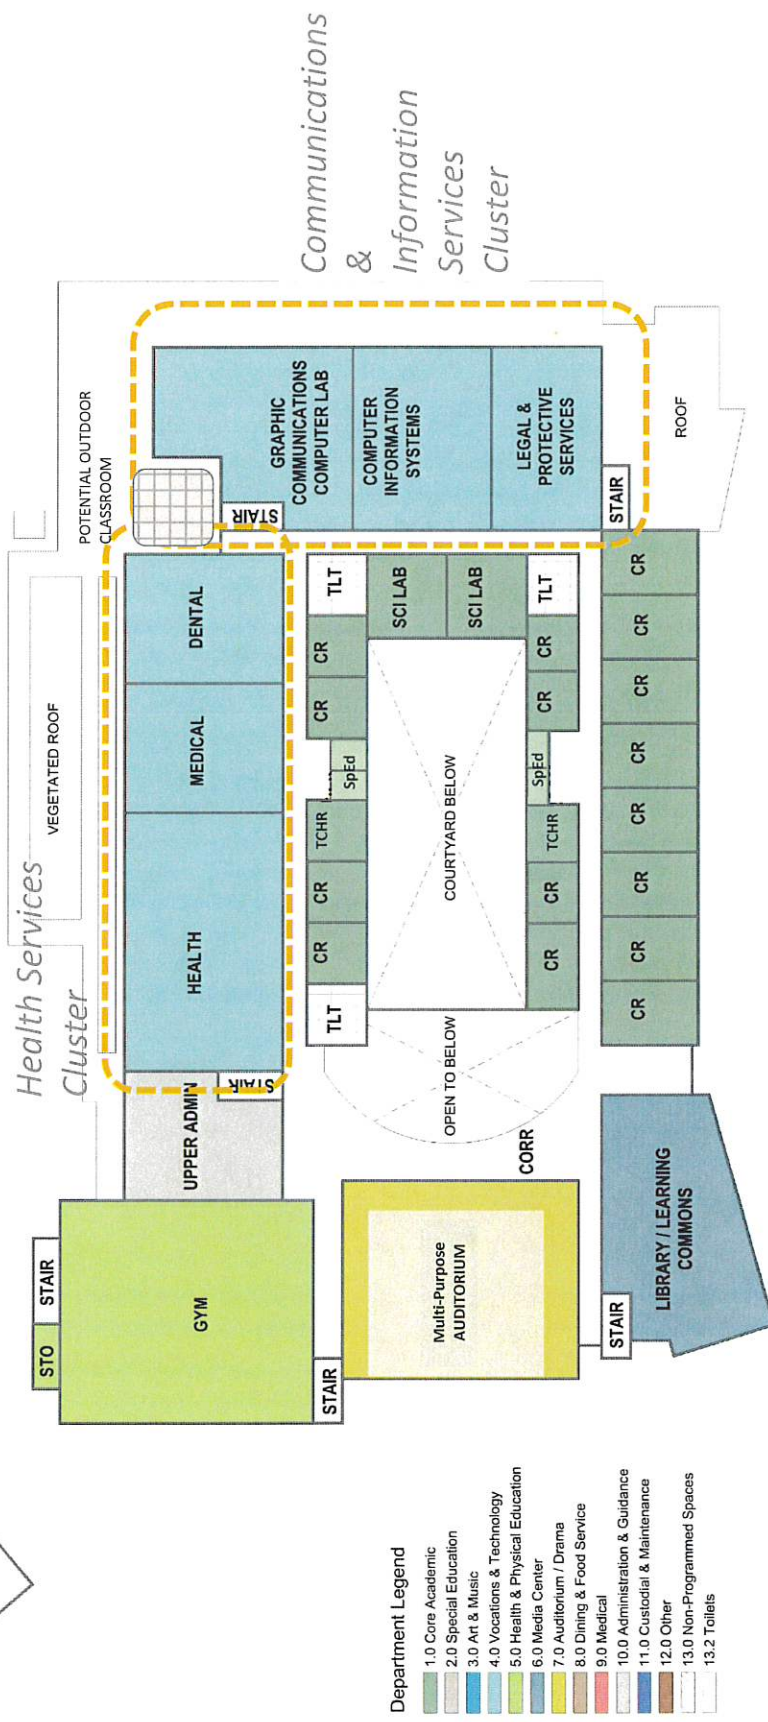 Health Services
Cluster
Communications
&
Information
Services
Cluster
VEGETATED ROOF
POTENTIAL OUTDOOR
CLASSROOM
STO
STAIR
GYM
STAIR
UPPER ADMIN
STAIR
HEALTH
MEDICAL
DENTAL
STAIR
GRAPHIC
COMMUNICATIONS
COMPUTER LAB
COMPUTER
INFORMATION
SYSTEMS
LEGAL &
PROTECTIVE
SERVICES
STAIR
ROOF
TLT
CR
CR
TCHR
SpEd
CR
CR
TLT
SCI LAB
SCI LAB
COURTYARD BELOW
OPEN TO BELOW
CORR
Multi-Purpose
AUDITORIUM
CR
CR
TCHR
SpEd
CR
CR
TLT
CR
CR
CR
CR
CR
CR
CR
CR
STAIR
LIBRARY / LEARNING
COMMONS
Department Legend
1.0 Core Academic
2.0 Special Education
3.0 Art & Music
4.0 Vocations & Technology
5.0 Health & Physical Education
6.0 Media Center
7.0 Auditorium / Drama
8.0 Dining & Food Service
9.0 Medical
10.0 Administration & Guidance
11.0 Custodial & Maintenance
12.0 Other
13.0 Non-Programmed Spaces
13.2 Toilets